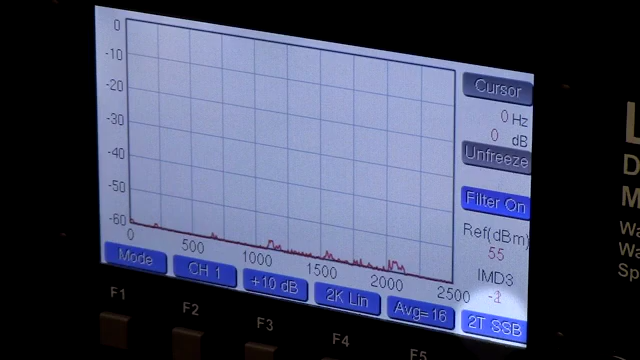 0
-10
-20
-30
-40
-50
-60
0
500
1000
1500
2000
2500
Cursor
0 Hz
0 dB
Unfreeze
Filter On
Ref(dBm)
55
IMD3
2T SSB
Mode
CH 1
+10 dB
2K Lin
Avg=16
F1
F2
F3
F4
F5